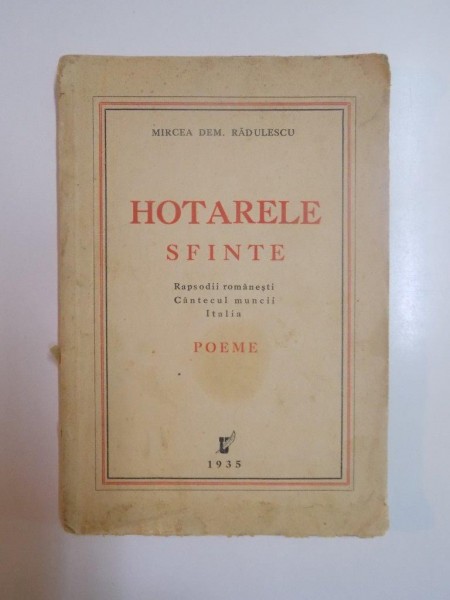 MIRCEA DEM. RĂDULESCU
HOTARELE
SFINTE
Rapsodii românești
Cântecul muncii
Italia
POEME
1935